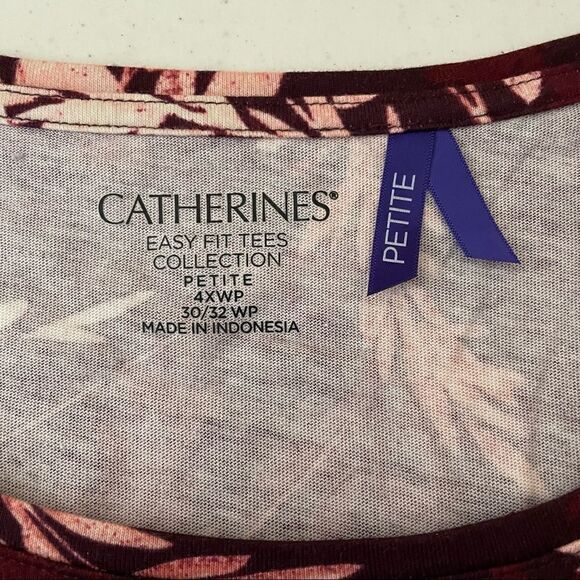 CATHERINES®
EASY FIT TEES
COLLECTION
PETITE
4XWP
30/32 WP
MADE IN INDONESIA
PETITE